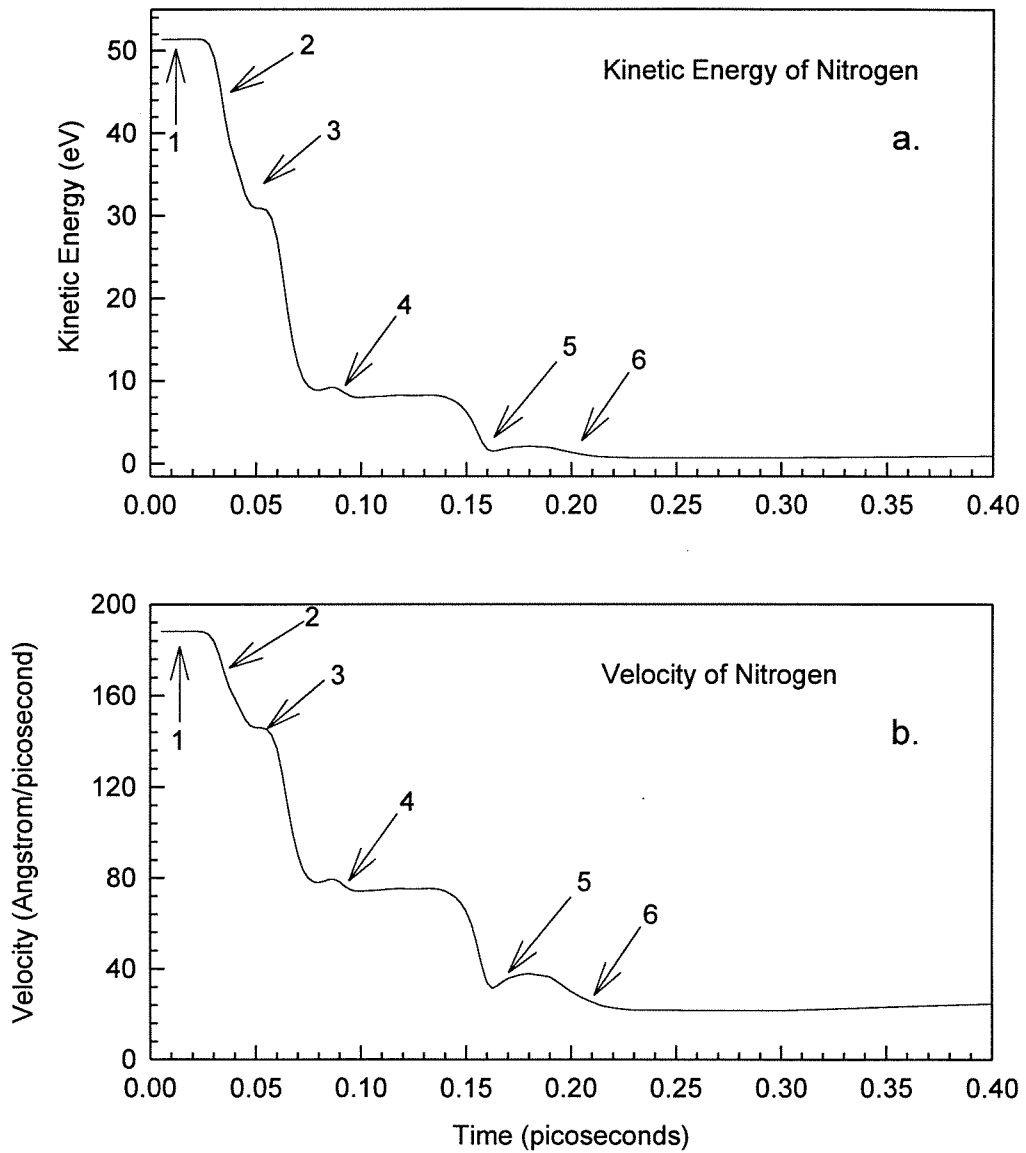 Kinetic Energy of Nitrogen
a.
Kinetic Energy (eV)
50
40
30
20
10
0
1
2
3
4
5
6
0.00 0.05 0.10 0.15 0.20 0.25 0.30 0.35 0.40
Velocity of Nitrogen
b.
Velocity (Angstrom/picosecond)
200
160
120
80
40
0
1
2
3
4
5
6
0.00 0.05 0.10 0.15 0.20 0.25 0.30 0.35 0.40
Time (picoseconds)